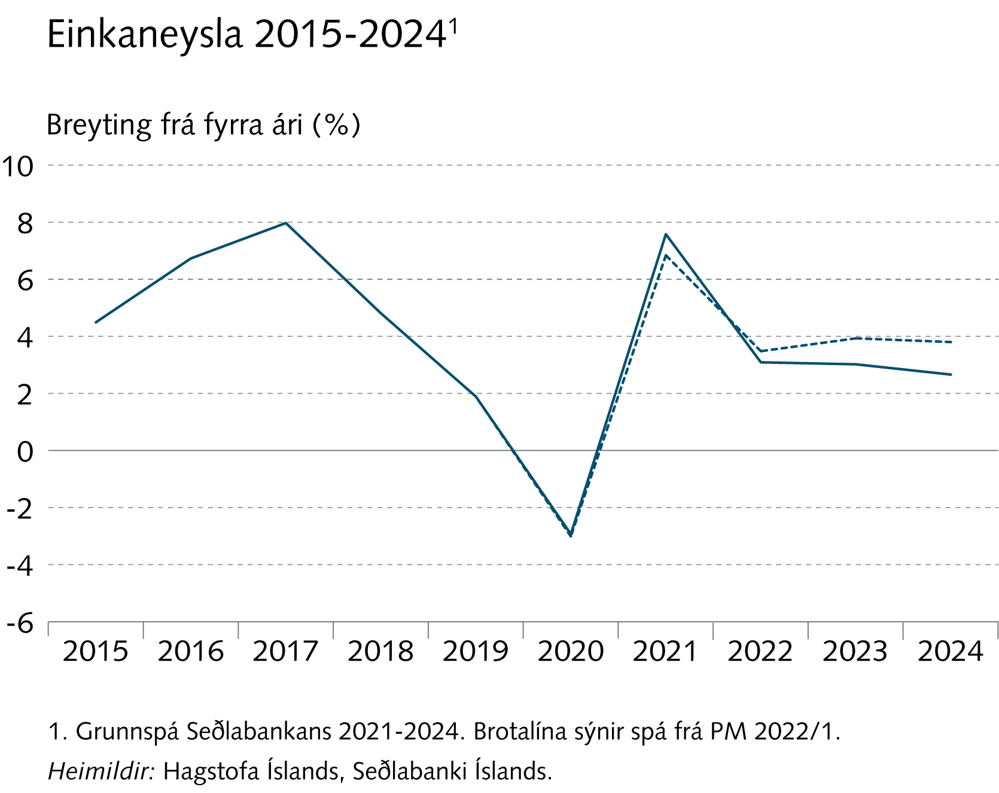 Einkaneysla 2015-2024¹
Breyting frá fyrra ári (%)
10
8
6
4
2
0
-2
-4
-6
2015 2016 2017 2018 2019 2020 2021 2022 2023 2024
1. Grunnspá Seðlabankans 2021-2024. Brotalína sýnir spá frá PM 2022/1.
Heimildir: Hagstofa Íslands, Seðlabanki Íslands.